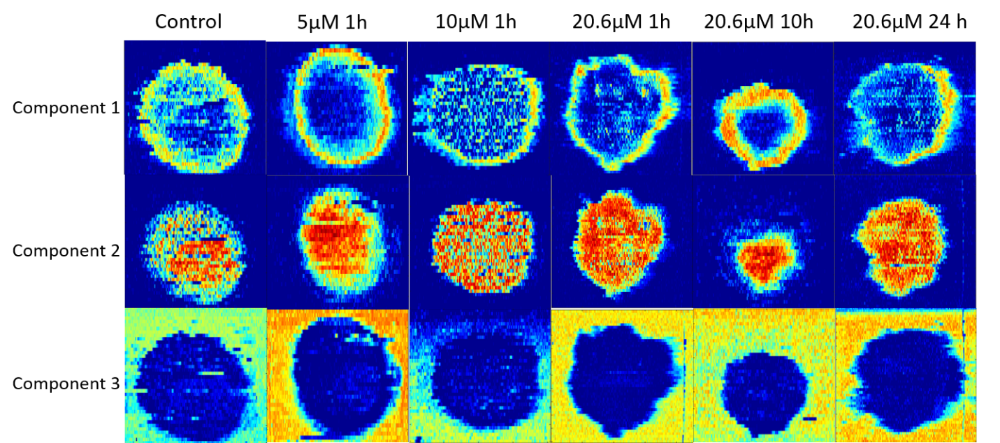 Control 5µM 1h 10µM 1h 20.6µM 1h 20.6µM 10h 20.6µM 24 h
Component 1
Component 2
Component 3